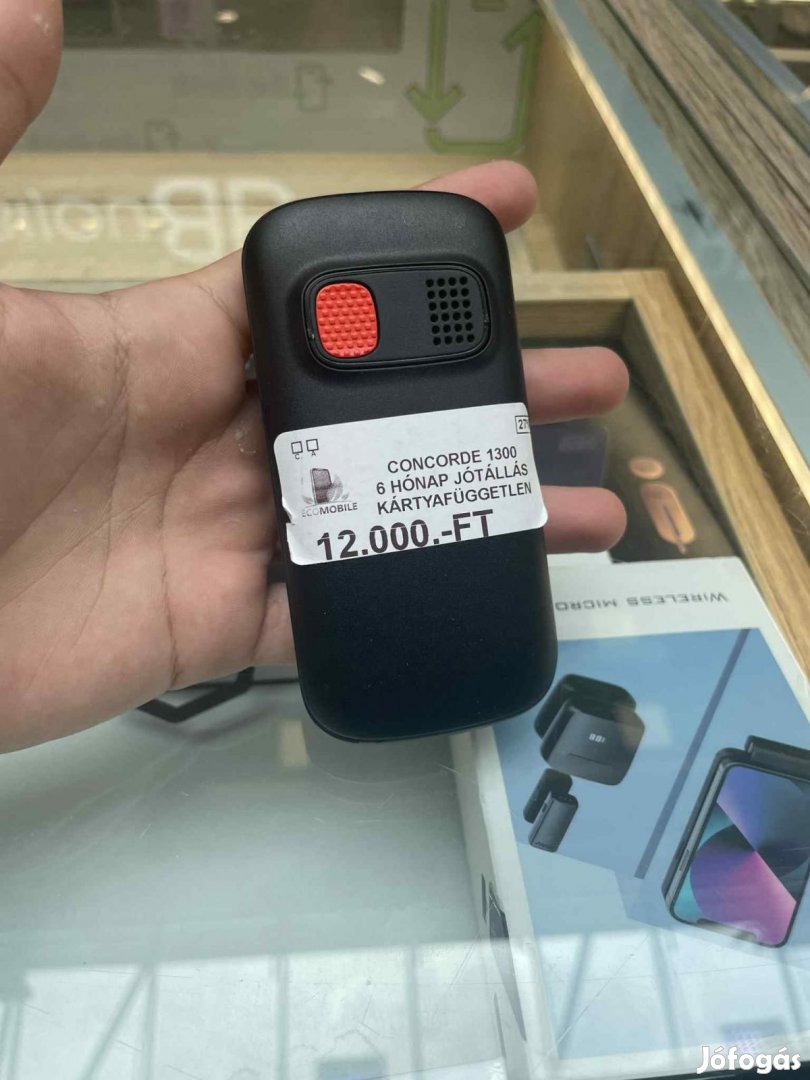 C A
CONCORDE 1300
6 HÓNAP JÓTÁLLÁS
KÁRTYAFÜGGETLEN
ECOMOBILE
12.000.-FT
WIRELESS MICRO
Jófogás